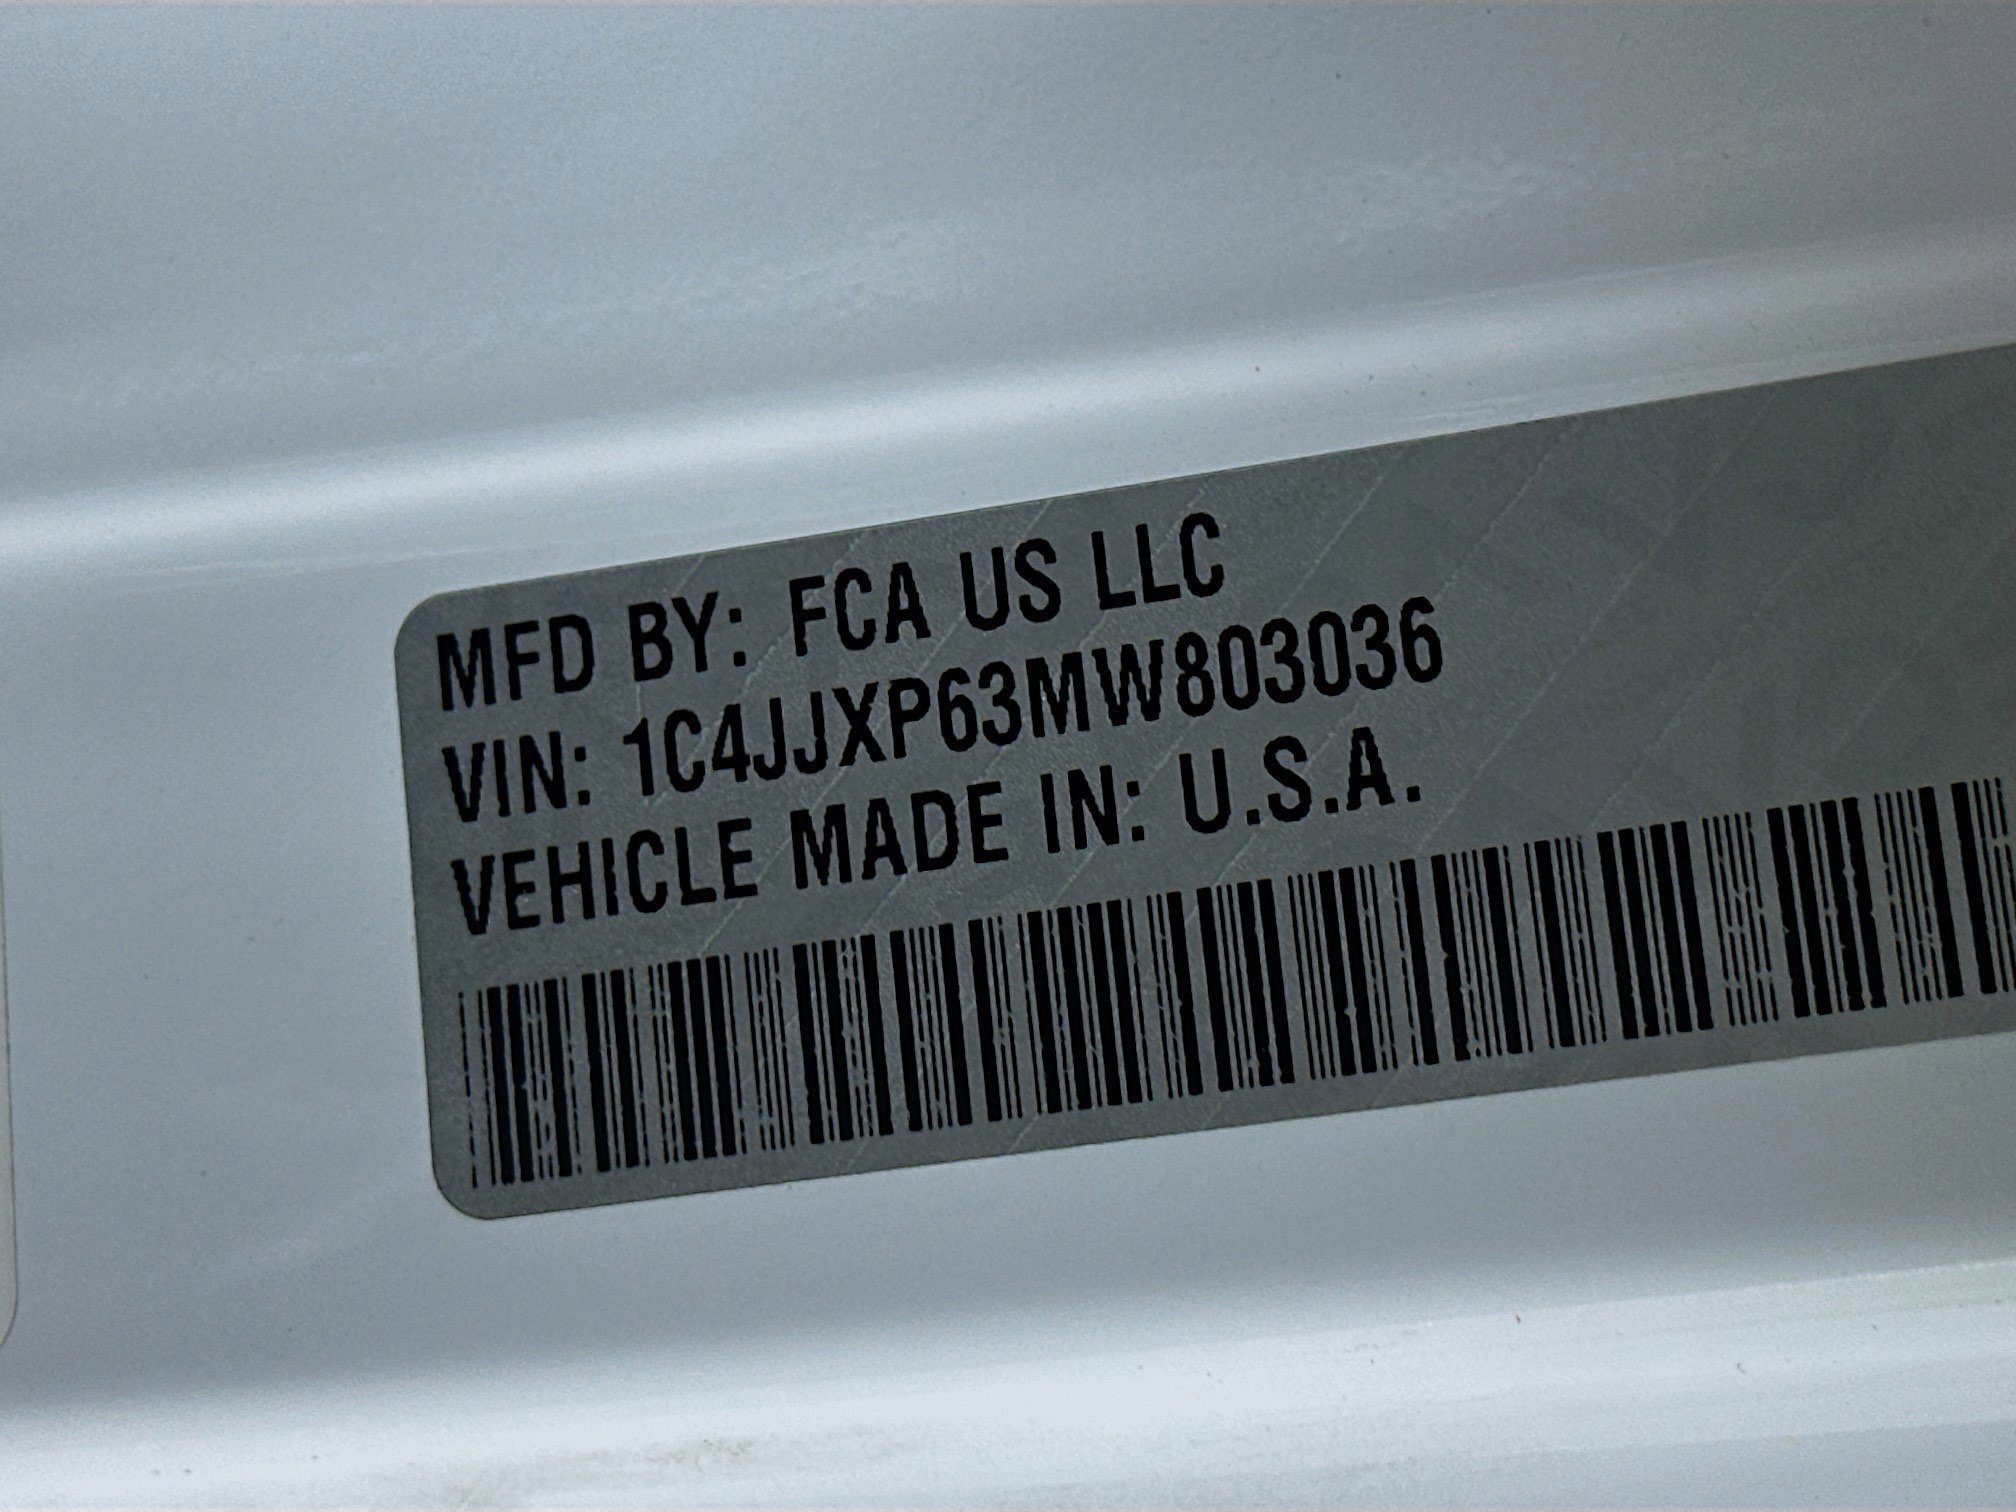 MFD BY: FCA US LLC
VIN: 1C4JJXP63MW803036
VEHICLE MADE IN: U.S.A.